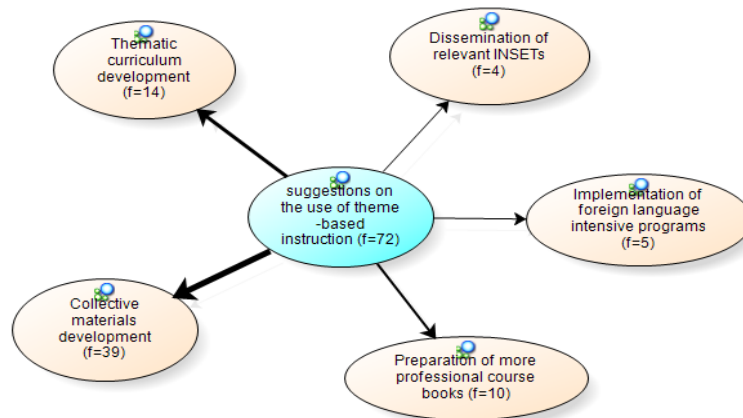 Thematic
curriculum
development
(f=14)
Dissemination of
relevant INSETs
(f=4)
suggestions on
the use of theme
-based
instruction (f=72)
Implementation of
foreign language
intensive programs
(f=5)
Collective
materials
development
(f=39)
Preparation of more
professional course
books (f=10)